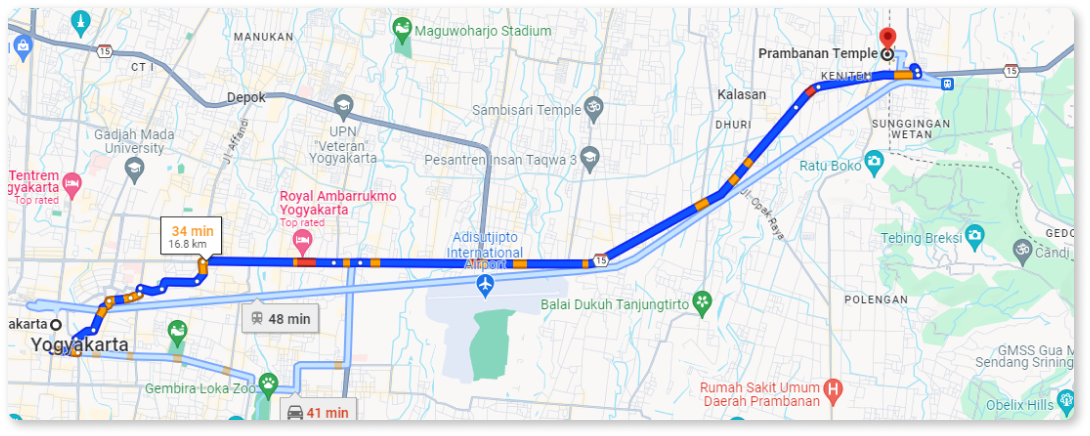 Maguwoharjo Stadium
MANUKAN
Prambanan Temple
15
CT I
KENITEN
15
Depok
Kalasan
Sambisari Temple
Gadjah Mada
University
UPN
"Veteran"
Yogyakarta
Jl. Affandi
DHURI
SUNGGINGAN
WETAN
Pesantren Insan Taqwa 3
Ratu Boko
Tentrem
gyakarta
Top rated
Royal Ambarrukmo
Yogyakarta
Top rated
Jl. Opak Raya
34 min
16.8 km
Adisutjipto
International
Airport
15
Tebing Breksi
GEDO
Candi
akarta
Yogyakarta
48 min
Balai Dukuh Tanjungtirto
POLENGAN
GMSS Gua M
Sendang Srining
Gembira Loka Zoo
41 min
Rumah Sakit Umum
Daerah Prambanan
H
Obelix Hills